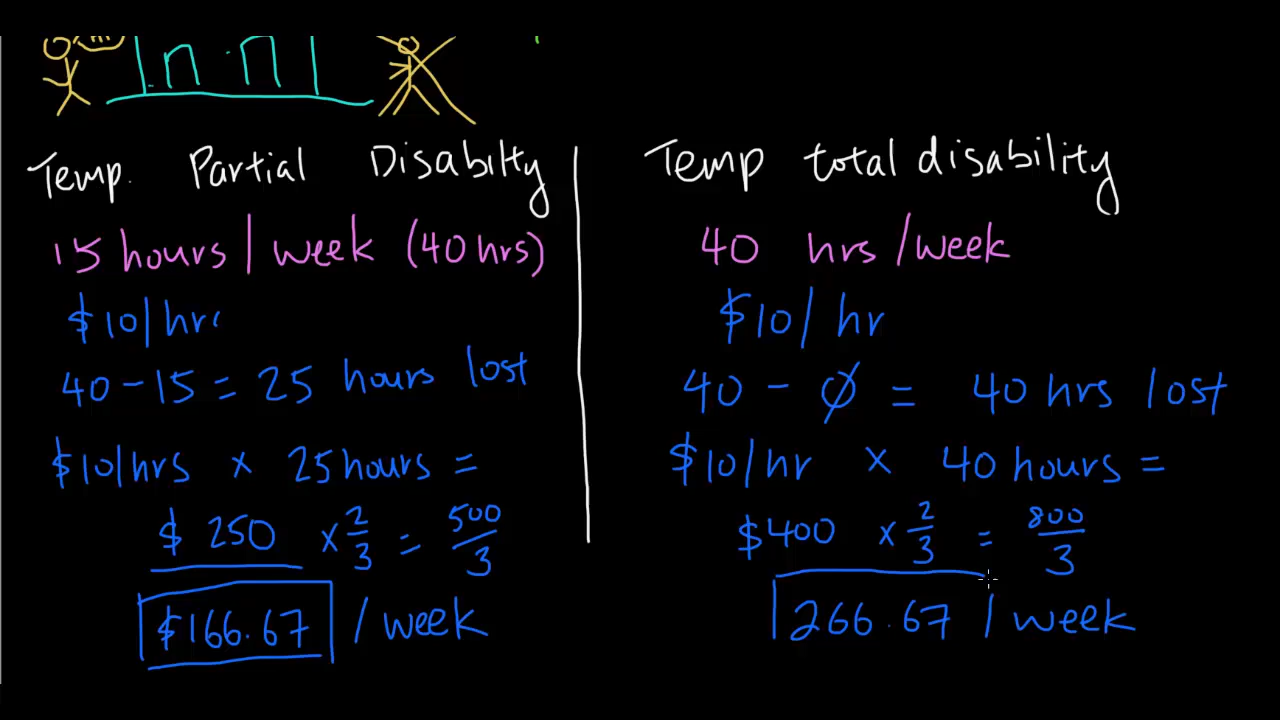 Temp. Partial Disabilty
15 hours / week (40 hrs)
$10/hr
40 - 15 = 25 hours lost
$10/hrs x 25 hours =
$ 250 x 2/3 = 500/3
$166.67 / week
Temp total disability
40 hrs /week
$10/ hr
40 - 0 = 40 hrs lost
$10/hr x 40 hours =
$400 x 2/3 = 800/3
266.67 / week